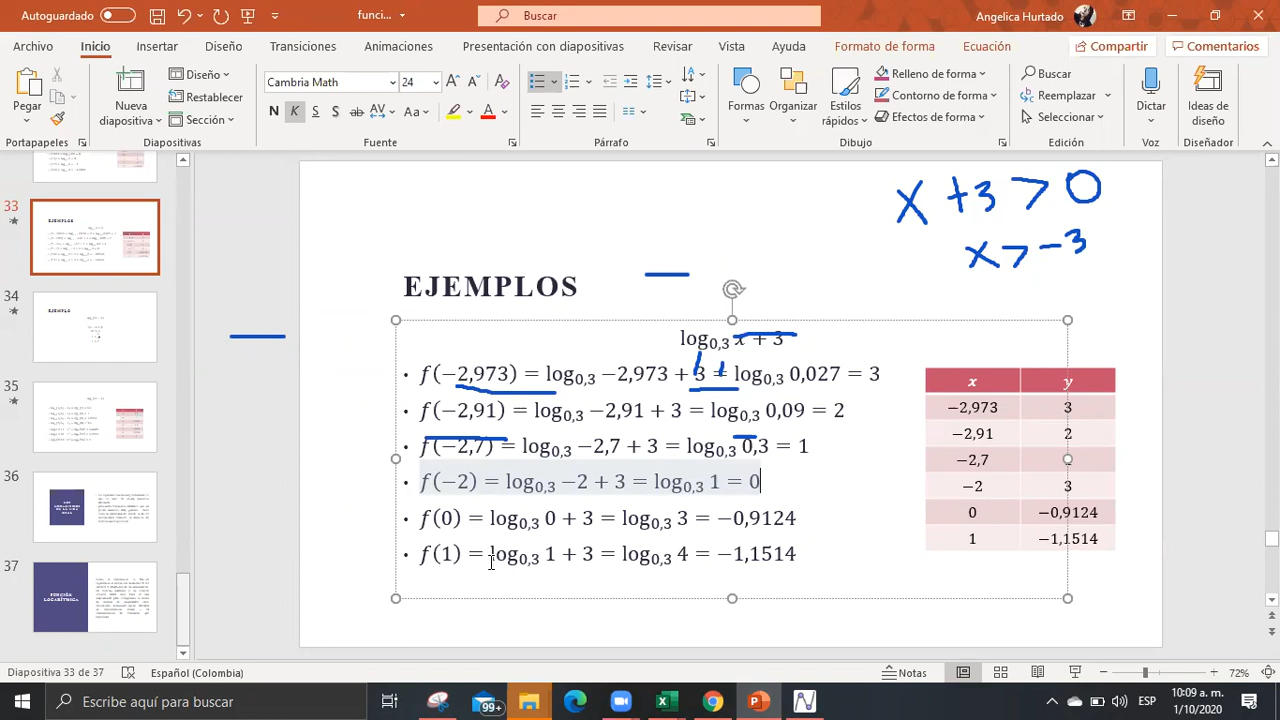 Autoguardado
funci...
Buscar
Angelica Hurtado
Archivo Inicio Insertar Diseño Transiciones Animaciones Presentación con diapositivas Revisar Vista Ayuda Formato de forma Ecuación Compartir Comentarios
Pegar
Nueva diapositiva
Diseño
Restablecer
Sección
Cambria Math 24
N K S S ab AV Aa A
Formas Organizar Estilos rápidos
Relleno de forma
Contorno de forma
Efectos de forma
Buscar
Reemplazar
Seleccionar
Dictar
Ideas de diseño
Portapapeles Diapositivas Fuente Párrafo Dibujo Edición Voz Diseñador
33
34
35
36
37
x + 3 > 0
x > -3
EJEMPLOS
log0,3 x + 3
• f(−2,973) = log0,3 −2,973 + 3 = log0,3 0,027 = 3
• f(−2,91) = log0,3 −2,91 + 3 = log0,3 0,09 = 2
• f(−2,7) = log0,3 −2,7 + 3 = log0,3 0,3 = 1
• f(−2) = log0,3 −2 + 3 = log0,3 1 = 0
• f(0) = log0,3 0 + 3 = log0,3 3 = −0,9124
• f(1) = log0,3 1 + 3 = log0,3 4 = −1,1514
x y
−2,973 3
−2,91 2
−2,7
−2 3
0 −0,9124
1 −1,1514
Diapositiva 33 de 37 Español (Colombia) Notas 72%
Escribe aquí para buscar
99+
ESP
10:09 a. m.
1/10/2020